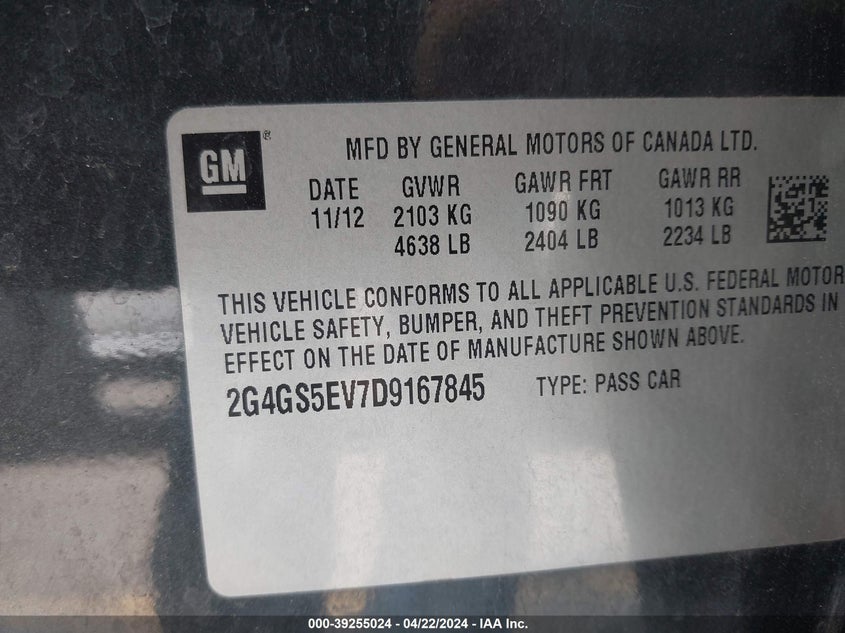 GM ®
MFD BY GENERAL MOTORS OF CANADA LTD.
DATE GVWR GAWR FRT GAWR RR
11/12 2103 KG 1090 KG 1013 KG
4638 LB 2404 LB 2234 LB
THIS VEHICLE CONFORMS TO ALL APPLICABLE U.S. FEDERAL MOTOR
VEHICLE SAFETY, BUMPER, AND THEFT PREVENTION STANDARDS IN
EFFECT ON THE DATE OF MANUFACTURE SHOWN ABOVE.
2G4GS5EV7D9167845 TYPE: PASS CAR
000-39255024 - 04/22/2024 - IAA Inc.